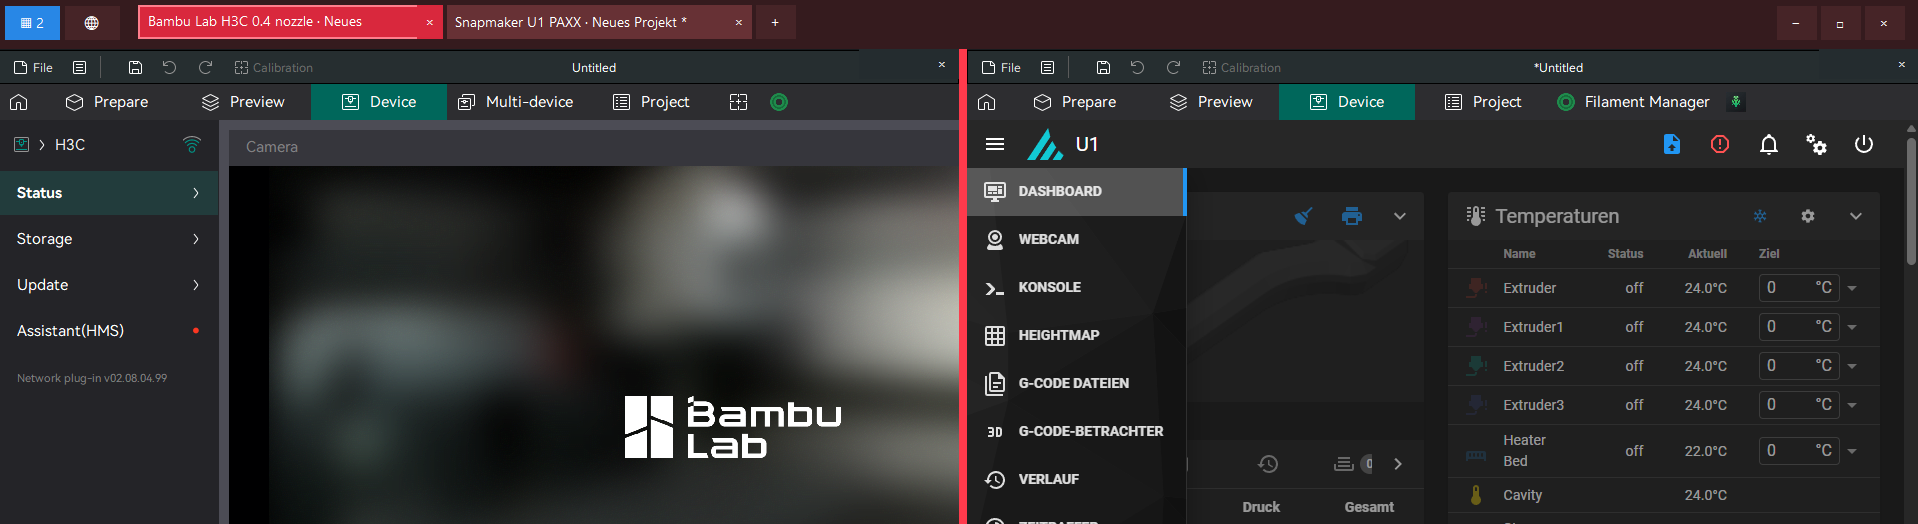 2
Bambu Lab H3C 0.4 nozzle · Neues
Snapmaker U1 PAXX · Neues Projekt *
File
Calibration
Untitled
Prepare
Preview
Device
Multi-device
Project
H3C
Status
Storage
Update
Assistant(HMS)
Network plug-in v02.08.04.99
Camera
Bambu
Lab
File
Calibration
*Untitled
Prepare
Preview
Device
Project
Filament Manager
U1
DASHBOARD
WEBCAM
KONSOLE
HEIGHTMAP
G-CODE DATEIEN
3D G-CODE-BETRACHTER
VERLAUF
0
Druck Gesamt
Temperaturen
Name Status Aktuell Ziel
Extruder off 24.0°C 0 °C
Extruder1 off 24.0°C 0 °C
Extruder2 off 24.0°C 0 °C
Extruder3 off 24.0°C 0 °C
Heater
Bed off 22.0°C 0 °C
Cavity 24.0°C